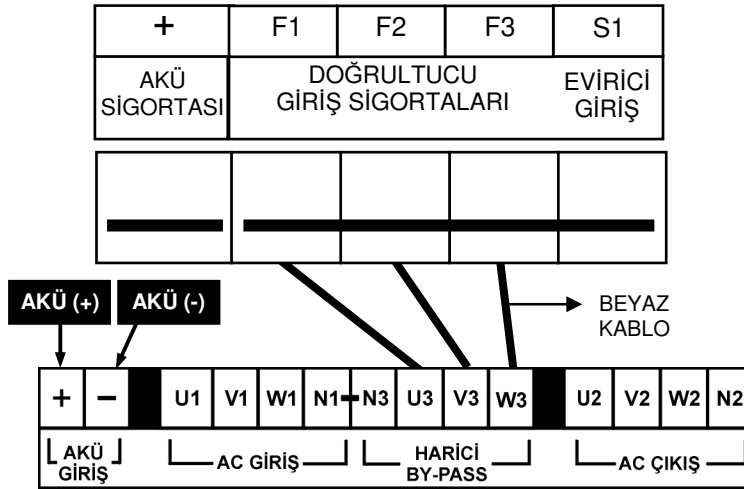 + F1 F2 F3 S1
AKÜ
SİGORTASI
DOĞRULTUCU
GİRİŞ SİGORTALARI
EVİRİCİ
GİRİŞ
AKÜ (+) AKÜ (-)
BEYAZ
KABLO
+ - U1 V1 W1 N1 N3 U3 V3 W3 U2 V2 W2 N2
AKÜ
GİRİŞ
AC GİRİŞ
HARİCİ
BY-PASS
AC ÇIKIŞ